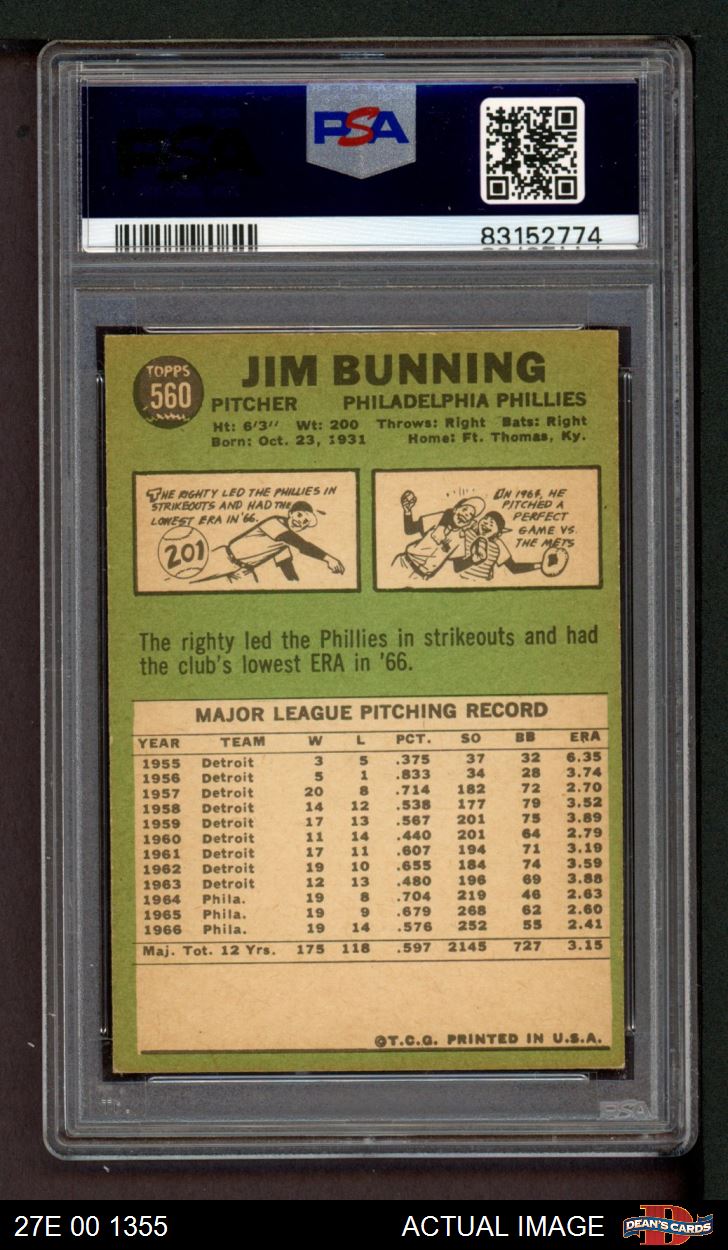 PSA
83152774
TOPPS
560
JIM BUNNING
PITCHER PHILADELPHIA PHILLIES
Ht: 6'3" Wt: 200 Throws: Right Bats: Right
Born: Oct. 23, 1931 Home: Ft. Thomas, Ky.
THE RIGHTY LED THE PHILLIES IN
STRIKEOUTS AND HAD THE
LOWEST ERA IN '66.
201
IN 1964, HE
PITCHED A
PERFECT
GAME VS.
THE METS
The righty led the Phillies in strikeouts and had
the club's lowest ERA in '66.
MAJOR LEAGUE PITCHING RECORD
YEAR TEAM W L PCT. SO BB ERA
1955 Detroit 3 5 .375 37 32 6.35
1956 Detroit 5 1 .833 34 28 3.74
1957 Detroit 20 8 .714 182 72 2.70
1958 Detroit 14 12 .538 177 79 3.52
1959 Detroit 17 13 .567 201 75 3.89
1960 Detroit 11 14 .440 201 64 2.79
1961 Detroit 17 11 .607 194 71 3.19
1962 Detroit 19 10 .655 184 74 3.59
1963 Detroit 12 13 .480 196 69 3.88
1964 Phila. 19 8 .704 219 46 2.63
1965 Phila. 19 9 .679 268 62 2.60
1966 Phila. 19 14 .576 252 55 2.41
Maj. Tot. 12 Yrs. 175 118 .597 2145 727 3.15
©T.C.G. PRINTED IN U.S.A.
PSA
27E 00 1355 ACTUAL IMAGE DEAN'S CARDS